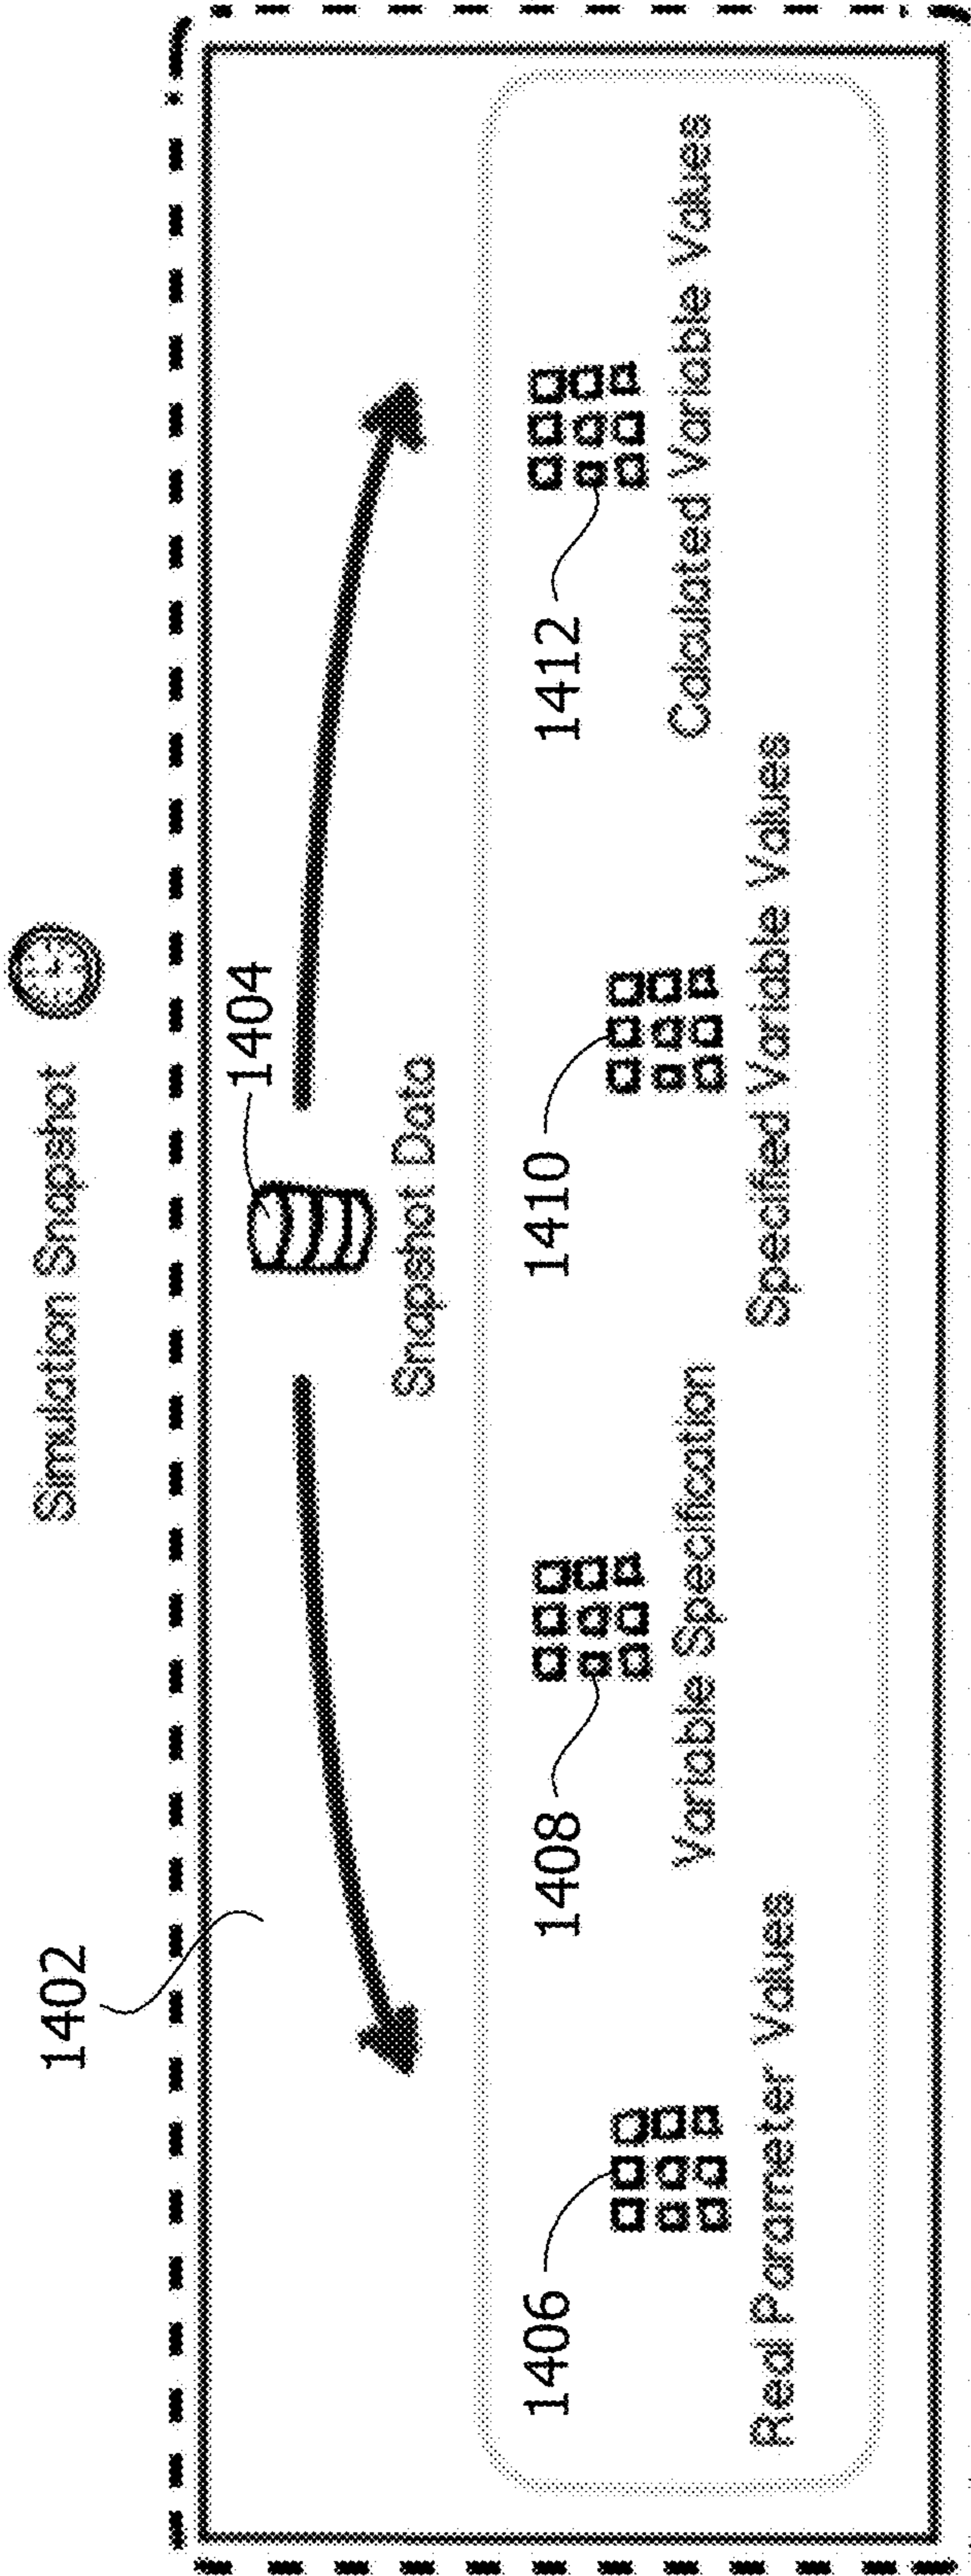 Simulation Snapshot
1402
1404
Snapshot Data
1406
1408
1410
1412
Real Parameter Values
Variable Specification
Specified Variable Values
Calculated Variable Values